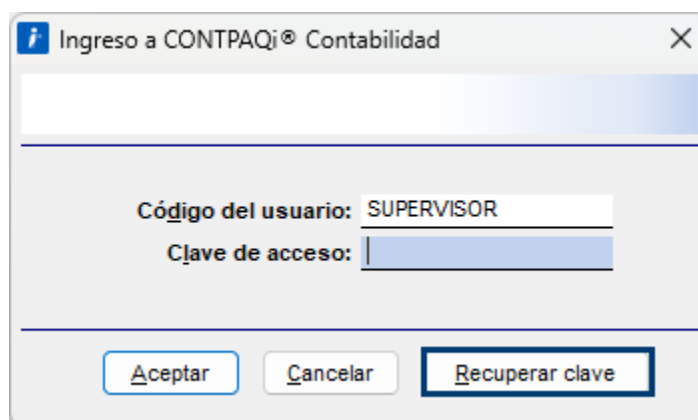 Ingreso a CONTPAQi® Contabilidad
Código del usuario: SUPERVISOR
Clave de acceso:
Aceptar Cancelar Recuperar clave